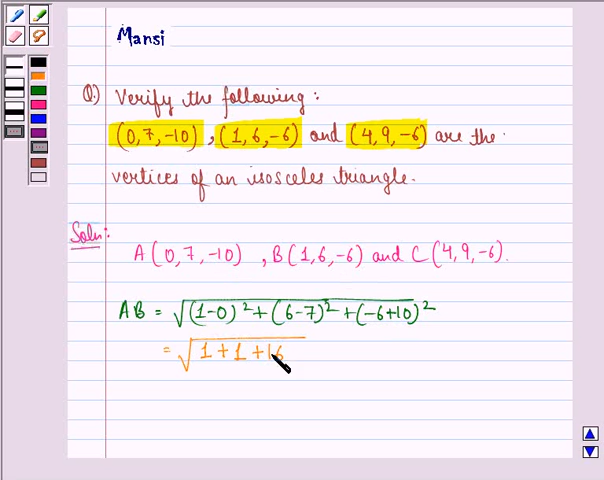 Mansi
Q.) Verify the following :
(0, 7, -10) , (1, 6, -6) and (4, 9, -6) are the
vertices of an isosceles triangle.
Soln:
A(0, 7, -10) , B(1, 6, -6) and C(4, 9, -6).
AB = √(1-0)² + (6-7)² + (-6+10)²
= √1 + 1 + 16